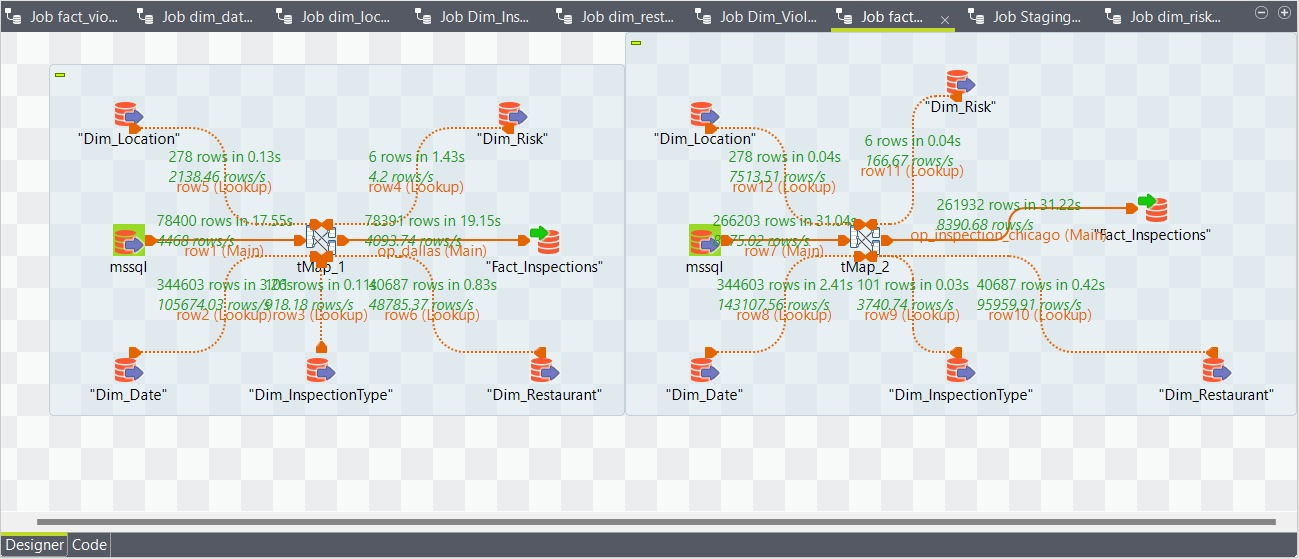 Job fact_vio...
Job dim_dat...
Job dim_loc...
Job Dim_Ins...
Job dim_rest...
Job Dim_Viol...
Job fact...
Job Staging...
Job dim_risk...
"Dim_Location"
"Dim_Risk"
278 rows in 0.13s
2138.46 rows/s
row5 (Lookup)
6 rows in 1.43s
4.2 rows/s
row4 (Lookup)
78400 rows in 17.55s
4468 rows/s
row1 (Main)
78391 rows in 19.15s
4093.74 rows/s
op_dallas (Main)
mssql
tMap_1
"Fact_Inspections"
344603 rows in
105674.03 rows/s
row2 (Lookup)
rows in 0.11s
918.18 rows/s
row3 (Lookup)
40687 rows in 0.83s
48785.37 rows/s
row6 (Lookup)
"Dim_Date"
"Dim_InspectionType"
"Dim_Restaurant"
"Dim_Risk"
"Dim_Location"
278 rows in 0.04s
7513.51 rows/s
row12 (Lookup)
6 rows in 0.04s
166.67 rows/s
row11 (Lookup)
266203 rows in 31.04s
rows/s
row7 (Main)
261932 rows in 31.22s
8390.68 rows/s
op_inspection_chicago (Main)
mssql
tMap_2
"Fact_Inspections"
344603 rows in 2.41s
143107.56 rows/s
row8 (Lookup)
101 rows in 0.03s
3740.74 rows/s
row9 (Lookup)
40687 rows in 0.42s
95959.91 rows/s
row10 (Lookup)
"Dim_Date"
"Dim_InspectionType"
"Dim_Restaurant"
Designer
Code